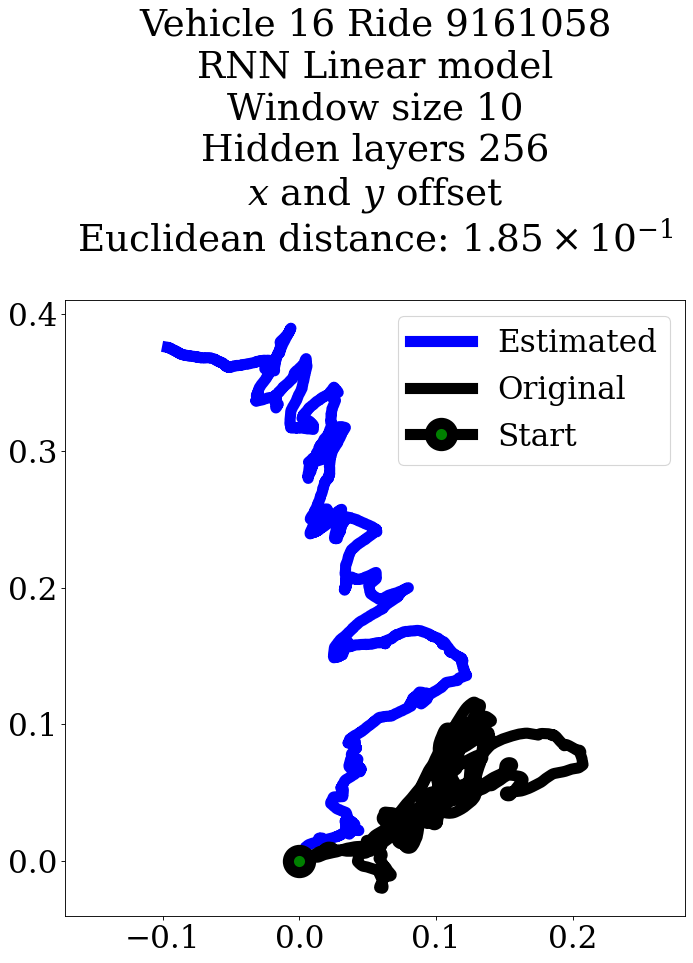 Vehicle 16 Ride 9161058
RNN Linear model
Window size 10
Hidden layers 256
x and y offset
Euclidean distance: 1.85 × 10⁻¹
Estimated
Original
Start
0.4
0.3
0.2
0.1
0.0
−0.1 0.0 0.1 0.2